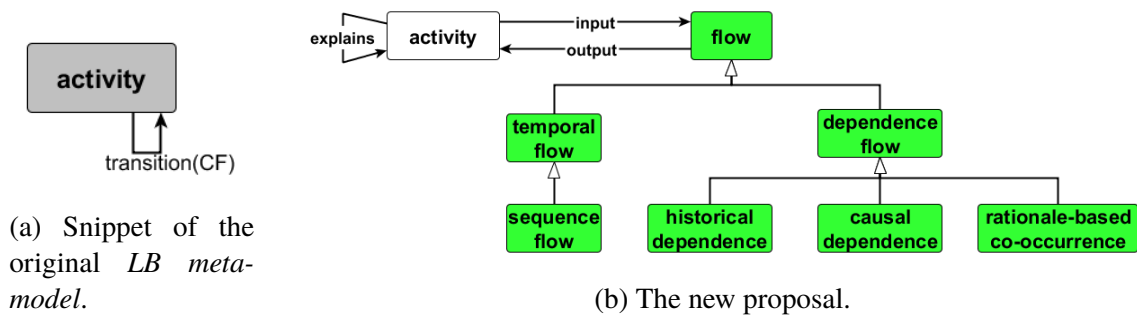 activity
transition(CF)
(a) Snippet of the
original LB meta-
model.
explains
activity
input
output
flow
temporal
flow
dependence
flow
sequence
flow
historical
dependence
causal
dependence
rationale-based
co-occurrence
(b) The new proposal.